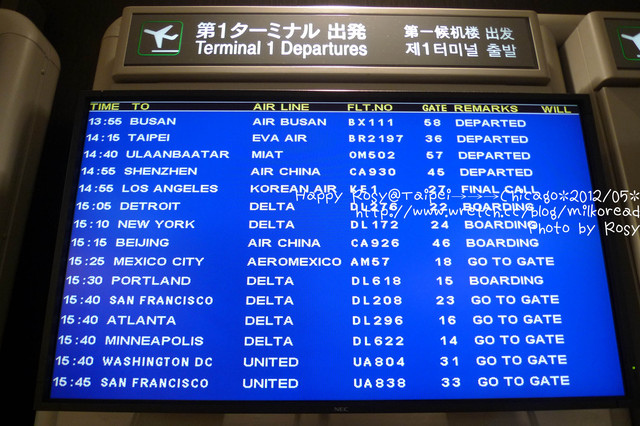 第1ターミナル 出発 第一候机楼 出发
Terminal 1 Departures 제1터미널 출발
TIME TO AIR LINE FLT.NO GATE REMARKS WILL
13:55 BUSAN AIR BUSAN BX111 58 DEPARTED
14:15 TAIPEI EVA AIR BR2197 36 DEPARTED
14:40 ULAANBAATAR MIAT OM502 57 DEPARTED
14:55 SHENZHEN AIR CHINA CA930 45 DEPARTED
14:55 LOS ANGELES KOREAN AIR KE1 27 FINAL CALL
Happy Rosy@Taipei→→→Chicago*2012/05*
15:05 DETROIT DELTA DL276 22 BOARDING
http://www.wretch.cc/blog/milkoread
15:10 NEW YORK DELTA DL172 24 BOARDING
Photo by Rosy
15:15 BEIJING AIR CHINA CA926 46 BOARDING
15:25 MEXICO CITY AEROMEXICO AM57 18 GO TO GATE
15:30 PORTLAND DELTA DL618 15 BOARDING
15:40 SAN FRANCISCO DELTA DL208 23 GO TO GATE
15:40 ATLANTA DELTA DL296 16 GO TO GATE
15:40 MINNEAPOLIS DELTA DL622 14 GO TO GATE
15:40 WASHINGTON DC UNITED UA804 31 GO TO GATE
15:45 SAN FRANCISCO UNITED UA838 33 GO TO GATE
NEC